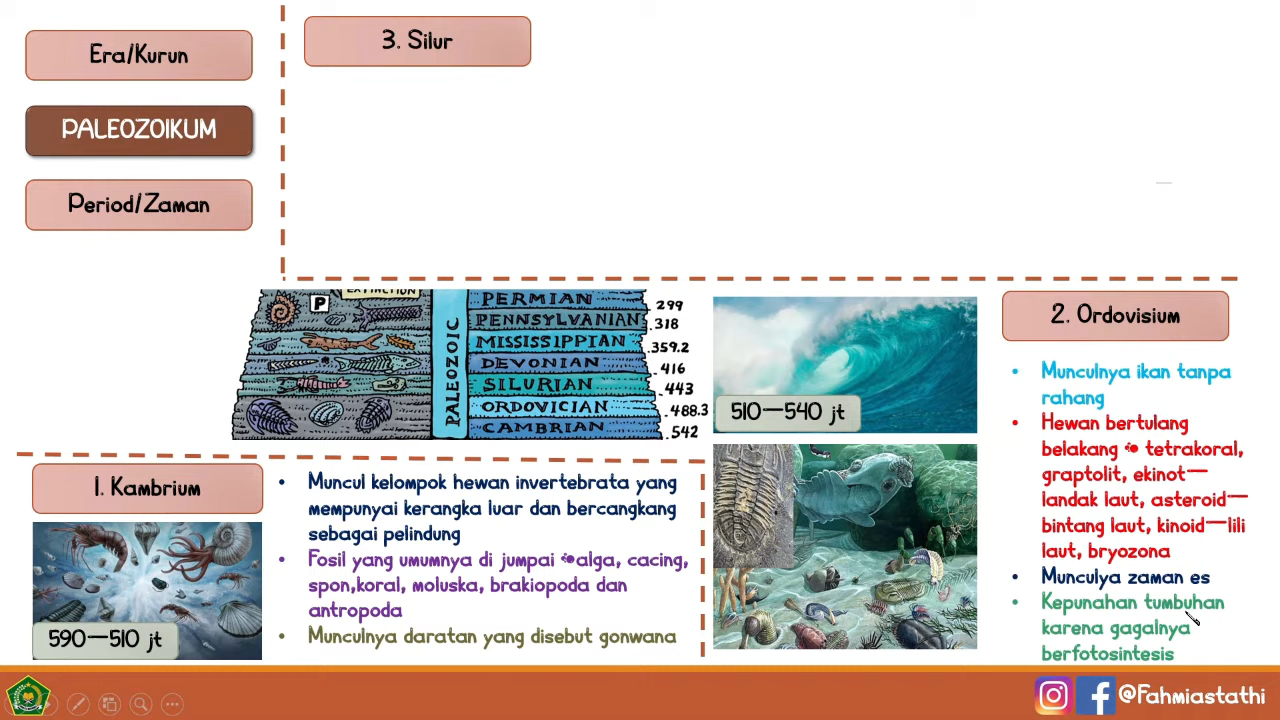 Era/Kurun
PALEOZOIKUM
Period/Zaman
3. Silur
EXTINCTION
P
PALEOZOIC
PERMIAN 299
PENNSYLVANIAN 318
MISSISSIPPIAN 359.2
DEVONIAN 416
SILURIAN 443
ORDOVICIAN 488.3
CAMBRIAN 542
1. Kambrium
590—510 jt
• Muncul kelompok hewan invertebrata yang
mempunyai kerangka luar dan bercangkang
sebagai pelindung
• Fosil yang umumnya di jumpai alga, cacing,
spon,koral, moluska, brakiopoda dan
antropoda
• Munculnya daratan yang disebut gonwana
510—540 jt
2. Ordovisium
• Munculnya ikan tanpa
rahang
• Hewan bertulang
belakang tetrakoral,
graptolit, ekinot—
landak laut, asteroid—
bintang laut, kinoid—lili
laut, bryozona
• Munculya zaman es
• Kepunahan tumbuhan
karena gagalnya
berfotosintesis
@Fahmiastathi